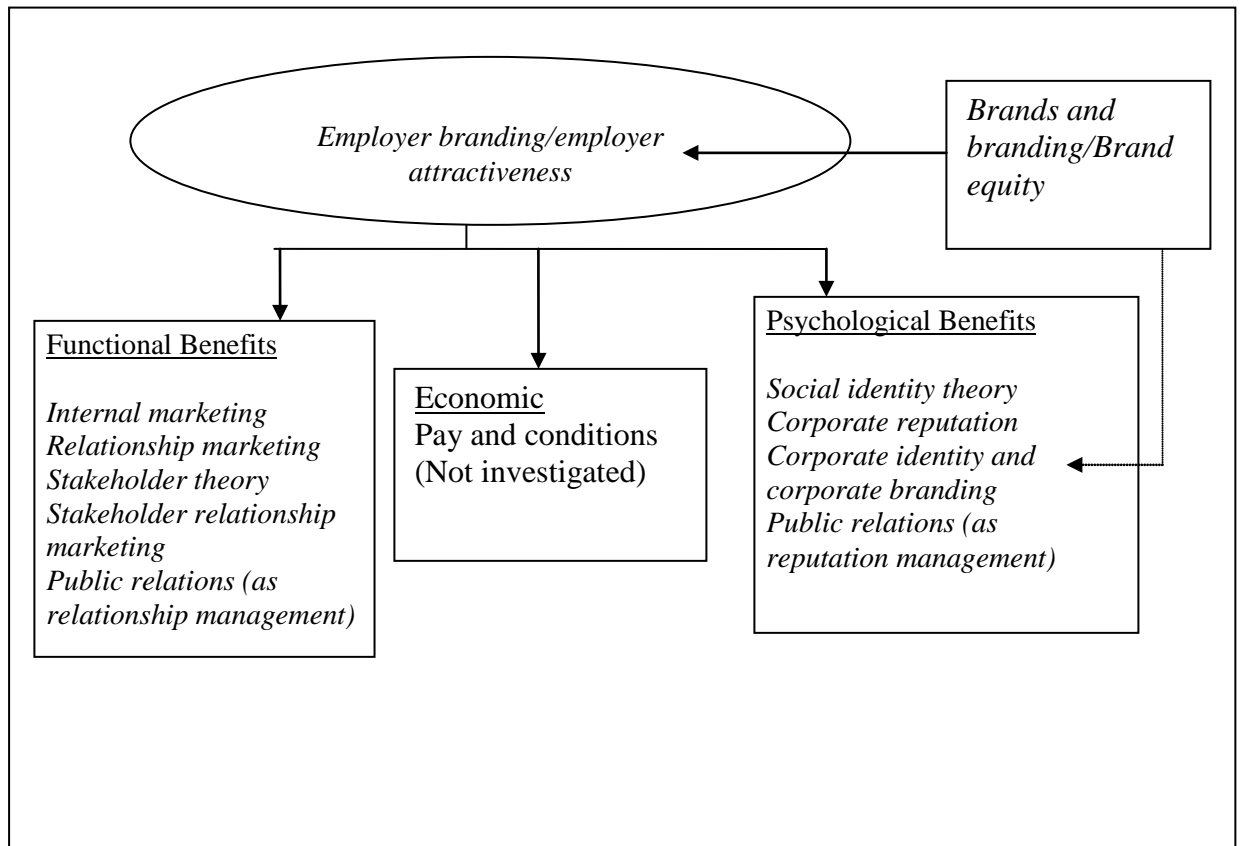 Employer branding/employer
attractiveness
Brands and
branding/Brand
equity
Functional Benefits
Internal marketing
Relationship marketing
Stakeholder theory
Stakeholder relationship
marketing
Public relations (as
relationship management)
Economic
Pay and conditions
(Not investigated)
Psychological Benefits
Social identity theory
Corporate reputation
Corporate identity and
corporate branding
Public relations (as
reputation management)